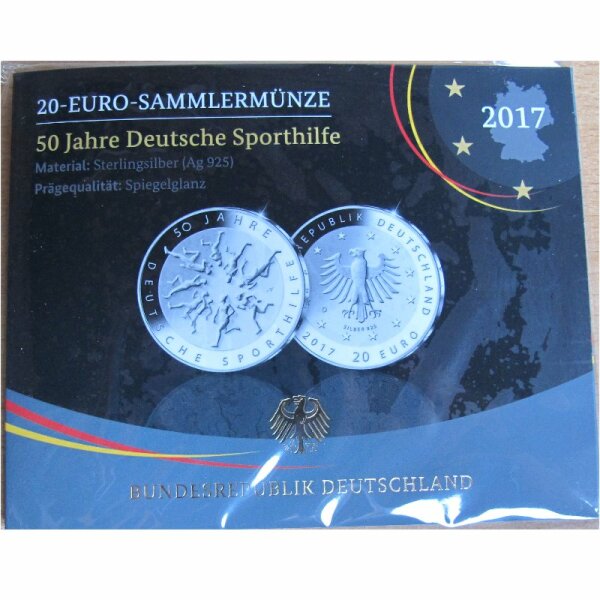 20-EURO-SAMMLERMÜNZE
50 Jahre Deutsche Sporthilfe
Material: Sterlingsilber (Ag 925)
Prägequalität: Spiegelglanz
2017
50 JAHRE
DEUTSCHE SPORTHILFE
REPUBLIK DEUTSCHLAND
D
SILBER 925
2017 20 EURO
BUNDESREPUBLIK DEUTSCHLAND